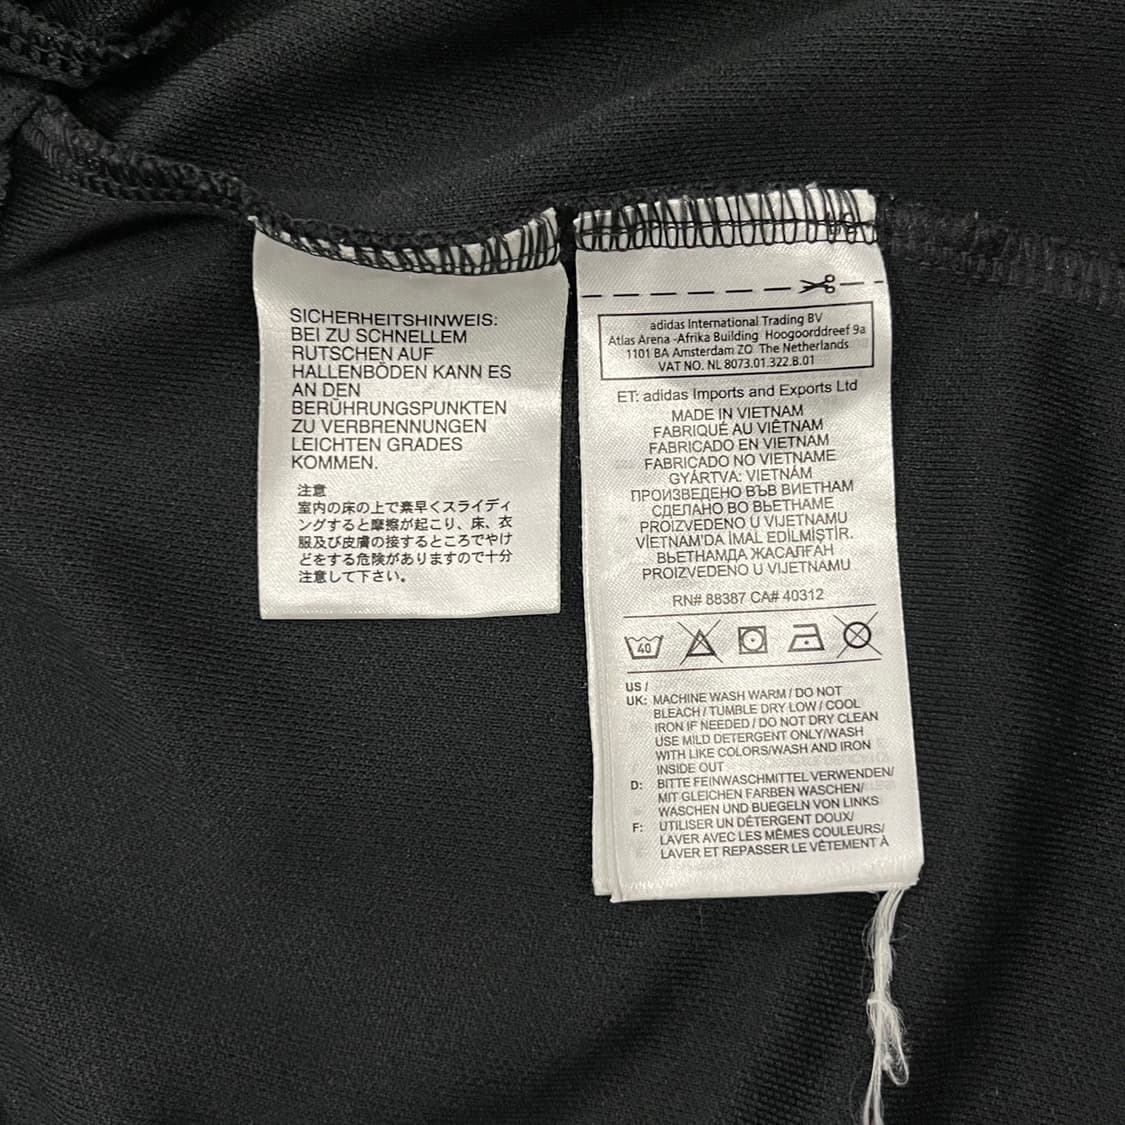 SICHERHEITSHINWEIS:
BEI ZU SCHNELLEM
RUTSCHEN AUF
HALLENBÖDEN KANN ES
AN DEN
BERÜHRUNGSPUNKTEN
ZU VERBRENNUNGEN
LEICHTEN GRADES
KOMMEN.
注意
室内の床の上で素早くスライディ
ングすると摩擦が起こり、床、衣
服及び皮膚の接するところでやけ
どをする危険がありますので十分
注意して下さい。
adidas International Trading BV
Atlas Arena -Afrika Building Hoogoorddreef 9a
1101 BA Amsterdam ZO The Netherlands
VAT NO. NL 8073.01.322.B.01
ET: adidas Imports and Exports Ltd
MADE IN VIETNAM
FABRIQUÉ AU VIÊTNAM
FABRICADO EN VIETNAM
FABRICADO NO VIETNAME
GYÁRTVA: VIETNÁM
ПРОИЗВЕДЕНО ВЪВ ВИЕТНАМ
СДЕЛАНО ВО ВЬЕТНАМЕ
PROIZVEDENO U VIJETNAMU
VİETNAM'DA İMAL EDİLMİŞTİR.
ВЬЕТНАМДА ЖАСАЛҒАН
PROIZVEDENO U VIJETNAMU
RN# 88387 CA# 40312
40
US /
UK: MACHINE WASH WARM / DO NOT
BLEACH / TUMBLE DRY LOW / COOL
IRON IF NEEDED / DO NOT DRY CLEAN
USE MILD DETERGENT ONLY/WASH
WITH LIKE COLORS/WASH AND IRON
INSIDE OUT
D: BITTE FEINWASCHMITTEL VERWENDEN/
MIT GLEICHEN FARBEN WASCHEN/
WASCHEN UND BUEGELN VON LINKS
F: UTILISER UN DÉTERGENT DOUX/
LAVER AVEC LES MÊMES COULEURS/
LAVER ET REPASSER LE VÊTEMENT À